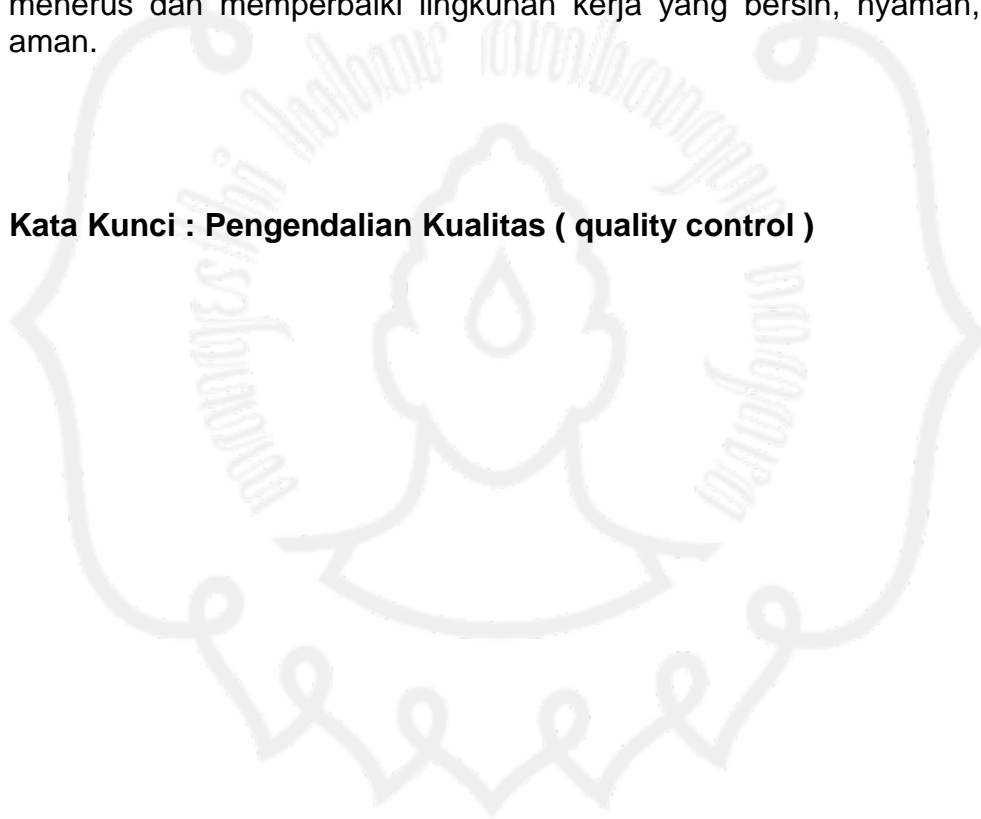 menerus dan memperbaiki lingkunan kerja yang bersih, nyaman,
aman.
Kata Kunci : Pengendalian Kualitas ( quality control )